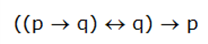 ((p → q) ↔ q) → p